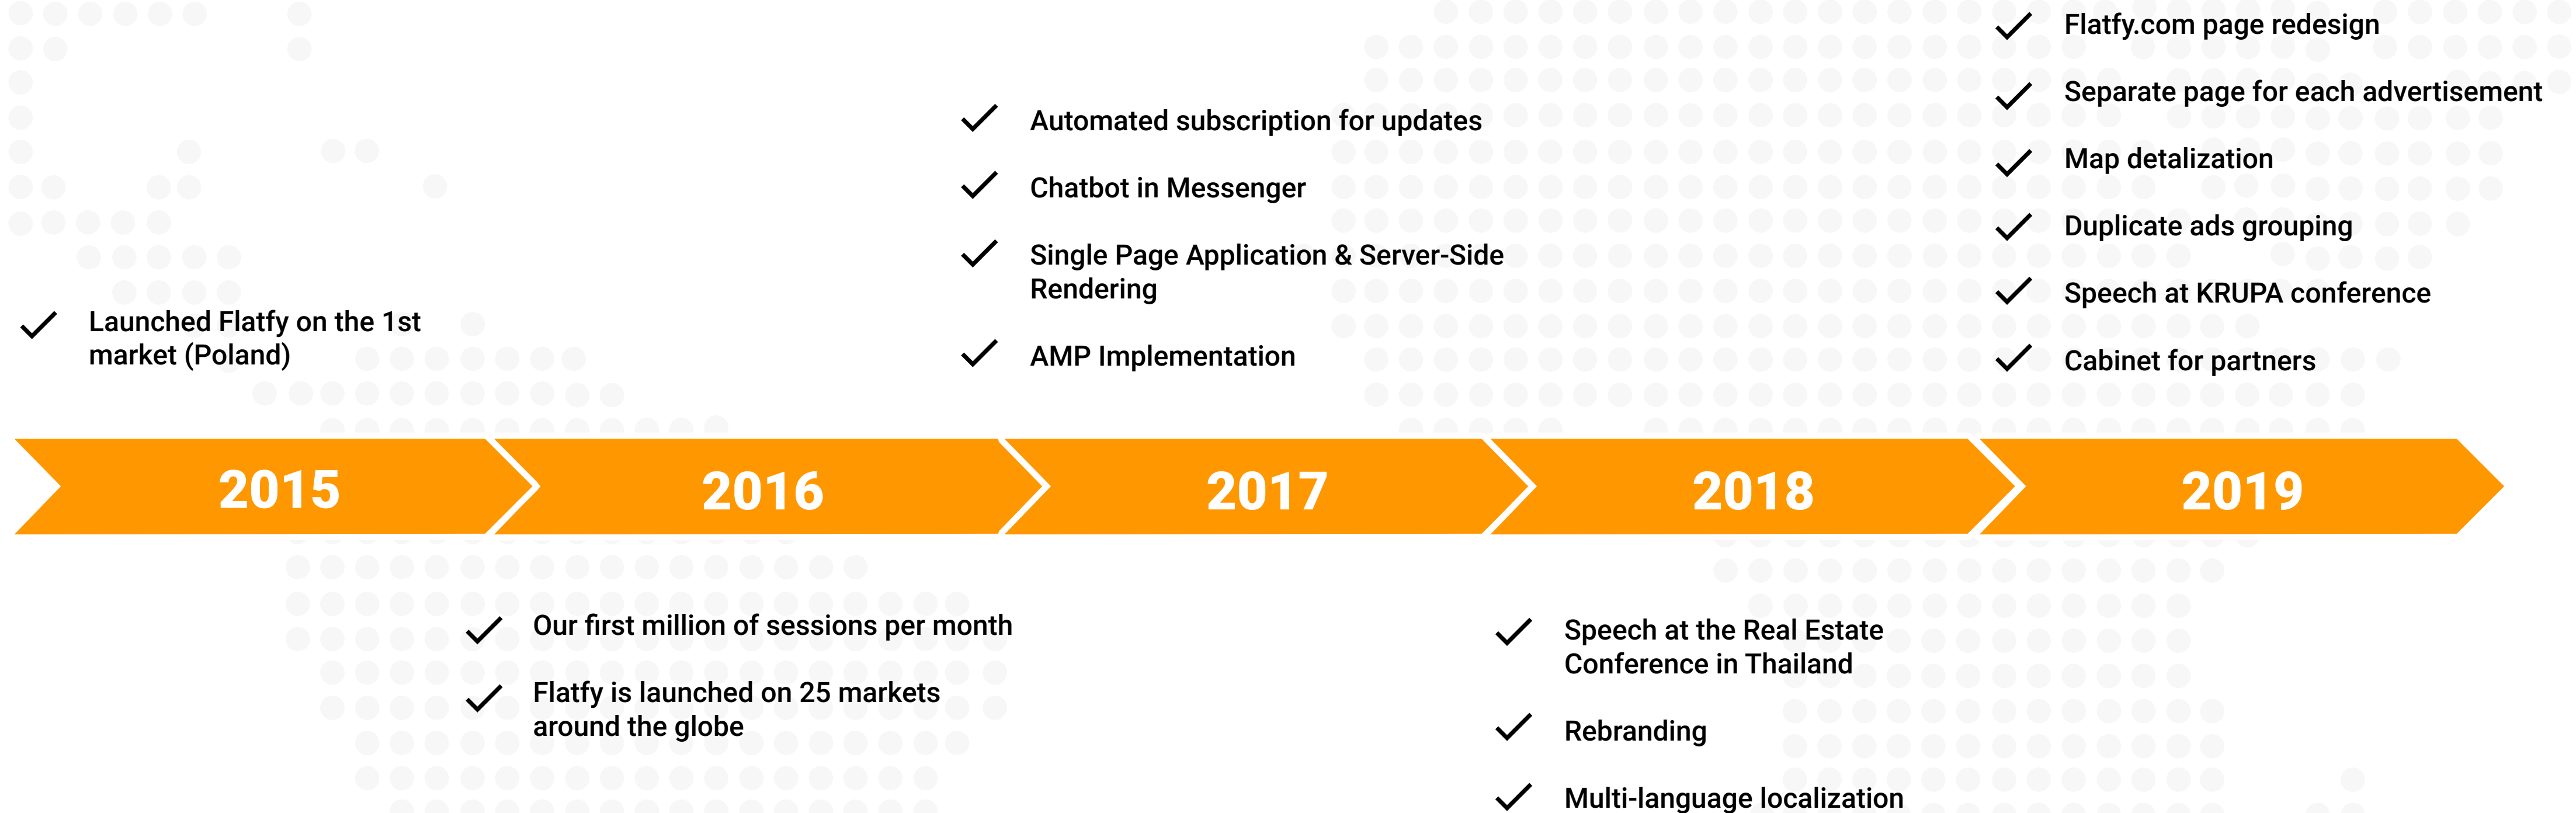 Launched Flatfy on the 1st
market (Poland)
Automated subscription for updates
Chatbot in Messenger
Single Page Application & Server-Side
Rendering
AMP Implementation
Flatfy.com page redesign
Separate page for each advertisement
Map detalization
Duplicate ads grouping
Speech at KRUPA conference
Cabinet for partners
2015
2016
2017
2018
2019
Our first million of sessions per month
Flatfy is launched on 25 markets
around the globe
Speech at the Real Estate
Conference in Thailand
Rebranding
Multi-language localization